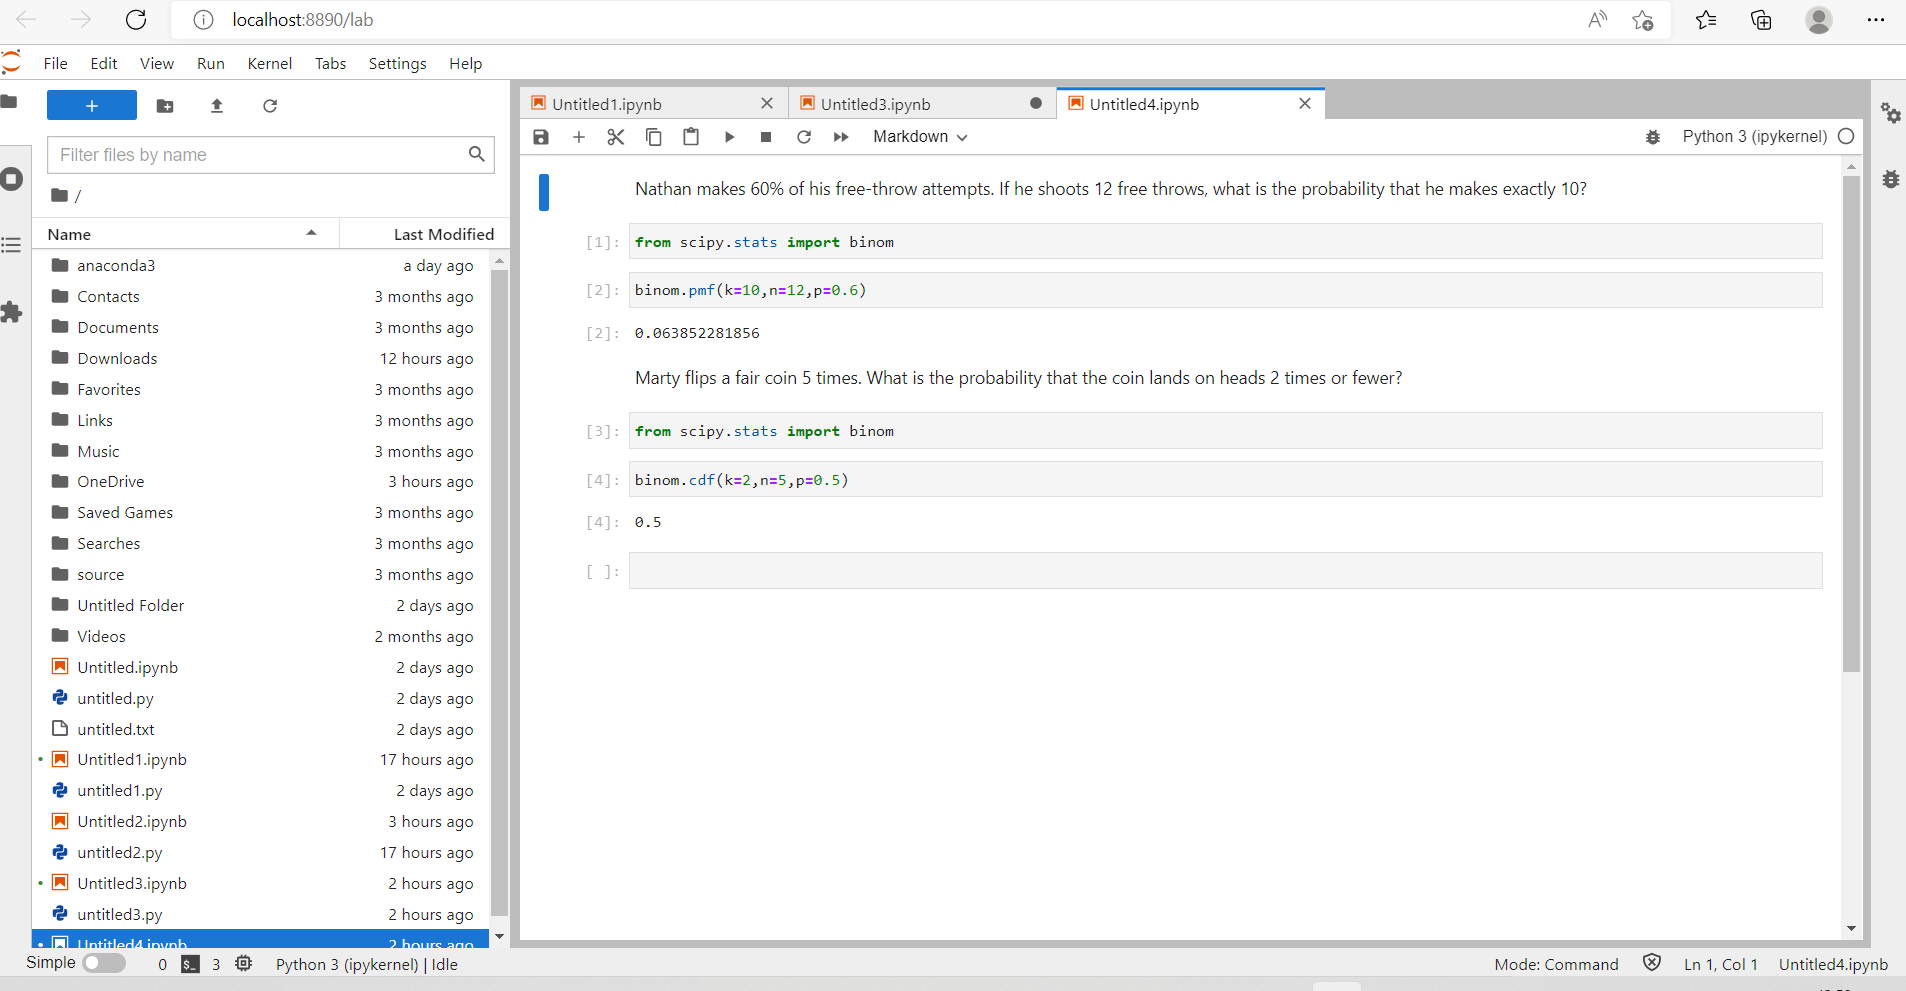 localhost:8890/lab
File Edit View Run Kernel Tabs Settings Help
Untitled1.ipynb Untitled3.ipynb Untitled4.ipynb
Markdown Python 3 (ipykernel)
Filter files by name
/
Name Last Modified
anaconda3 a day ago
Contacts 3 months ago
Documents 3 months ago
Downloads 12 hours ago
Favorites 3 months ago
Links 3 months ago
Music 3 months ago
OneDrive 3 hours ago
Saved Games 3 months ago
Searches 3 months ago
source 3 months ago
Untitled Folder 2 days ago
Videos 2 months ago
Untitled.ipynb 2 days ago
untitled.py 2 days ago
untitled.txt 2 days ago
Untitled1.ipynb 17 hours ago
untitled1.py 2 days ago
Untitled2.ipynb 3 hours ago
untitled2.py 17 hours ago
Untitled3.ipynb 2 hours ago
untitled3.py 2 hours ago
Untitled4.ipynb 2 hours ago
Nathan makes 60% of his free-throw attempts. If he shoots 12 free throws, what is the probability that he makes exactly 10?
[1]: from scipy.stats import binom
[2]: binom.pmf(k=10,n=12,p=0.6)
[2]: 0.063852281856
Marty flips a fair coin 5 times. What is the probability that the coin lands on heads 2 times or fewer?
[3]: from scipy.stats import binom
[4]: binom.cdf(k=2,n=5,p=0.5)
[4]: 0.5
[ ]:
Simple 0 $_ 3 Python 3 (ipykernel) | Idle Mode: Command Ln 1, Col 1 Untitled4.ipynb